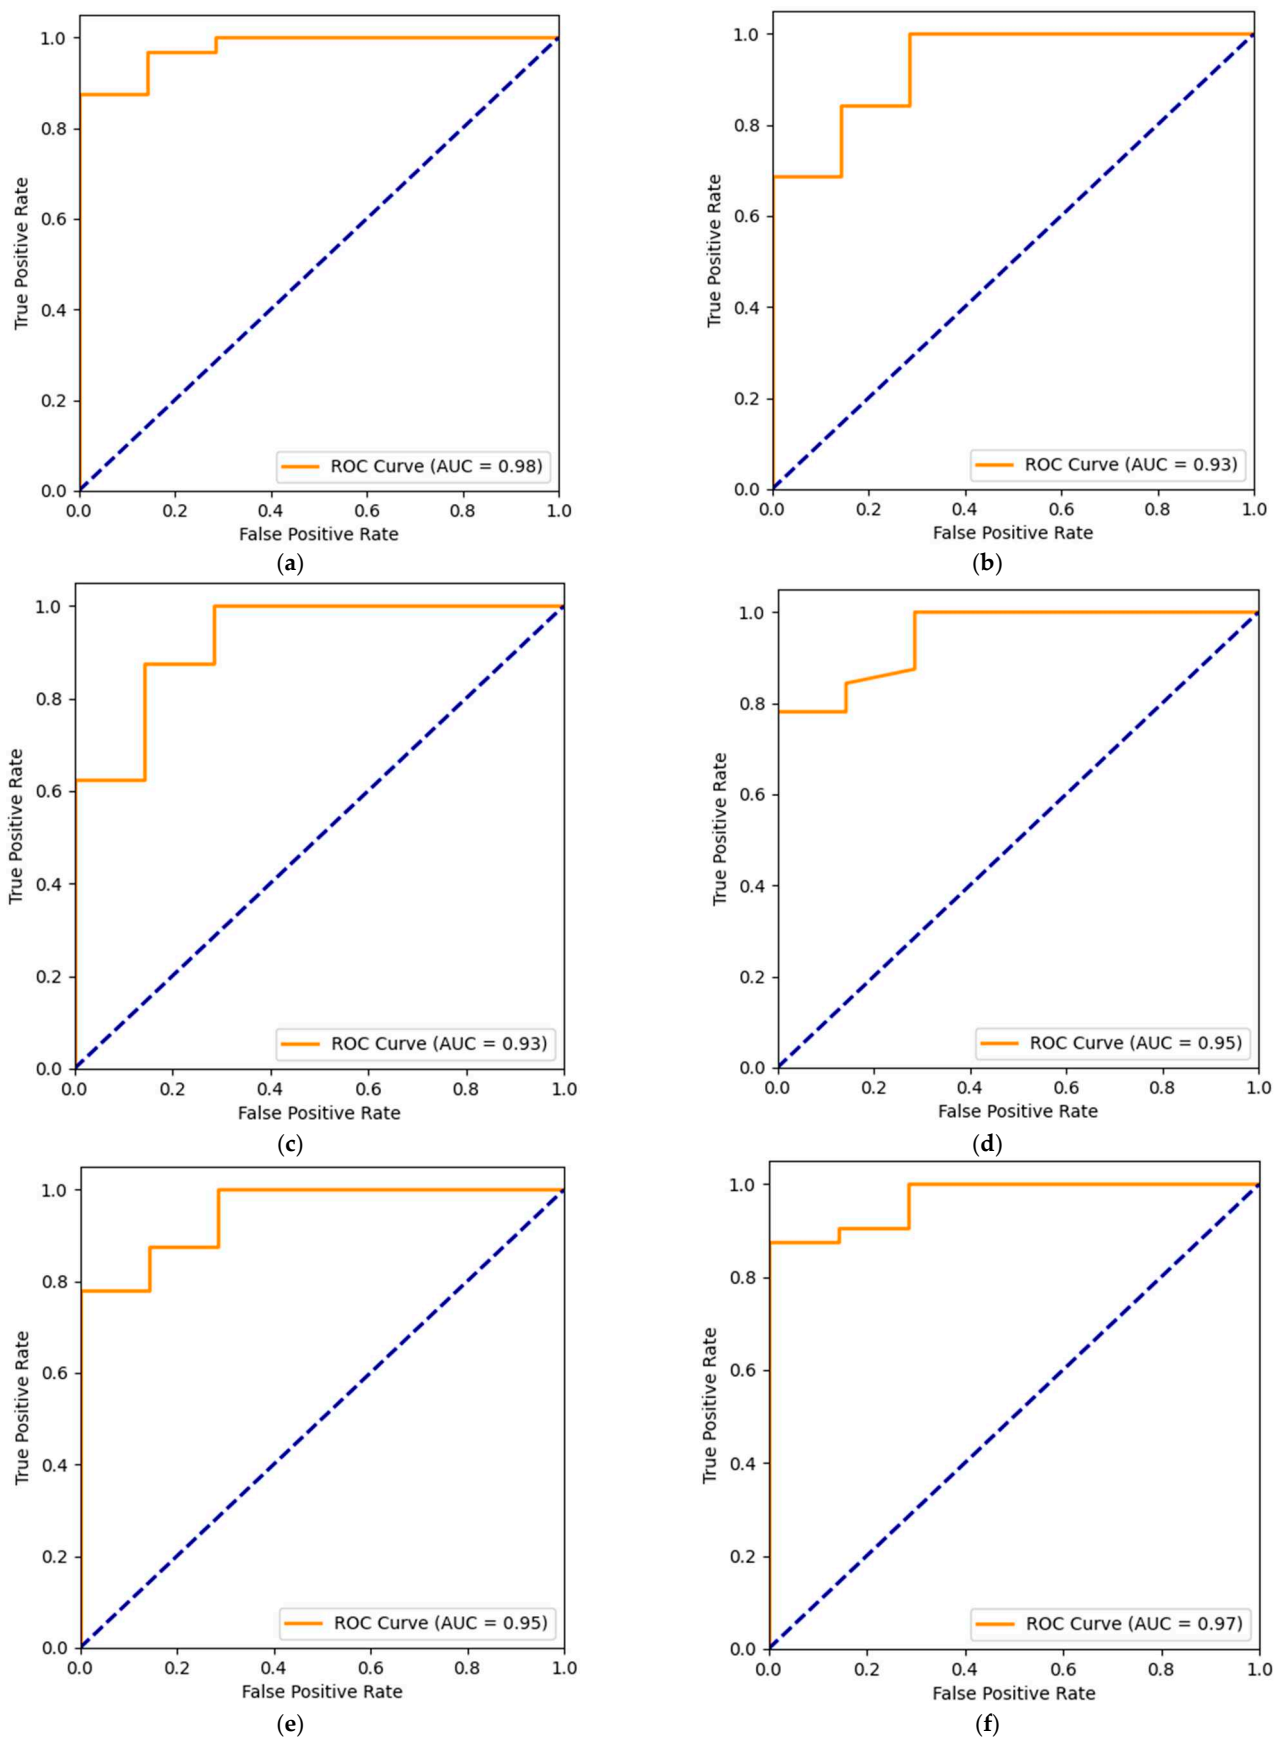 1.0
0.8
0.6
0.4
0.2
0.0
True Positive Rate
ROC Curve (AUC = 0.98)
0.0 0.2 0.4 0.6 0.8 1.0
False Positive Rate
(a)
1.0
0.8
0.6
0.4
0.2
0.0
True Positive Rate
ROC Curve (AUC = 0.93)
0.0 0.2 0.4 0.6 0.8 1.0
False Positive Rate
(b)
1.0
0.8
0.6
0.4
0.2
0.0
True Positive Rate
ROC Curve (AUC = 0.93)
0.0 0.2 0.4 0.6 0.8 1.0
False Positive Rate
(c)
1.0
0.8
0.6
0.4
0.2
0.0
True Positive Rate
ROC Curve (AUC = 0.95)
0.0 0.2 0.4 0.6 0.8 1.0
False Positive Rate
(d)
1.0
0.8
0.6
0.4
0.2
0.0
True Positive Rate
ROC Curve (AUC = 0.95)
0.0 0.2 0.4 0.6 0.8 1.0
False Positive Rate
(e)
1.0
0.8
0.6
0.4
0.2
0.0
True Positive Rate
ROC Curve (AUC = 0.97)
0.0 0.2 0.4 0.6 0.8 1.0
False Positive Rate
(f)